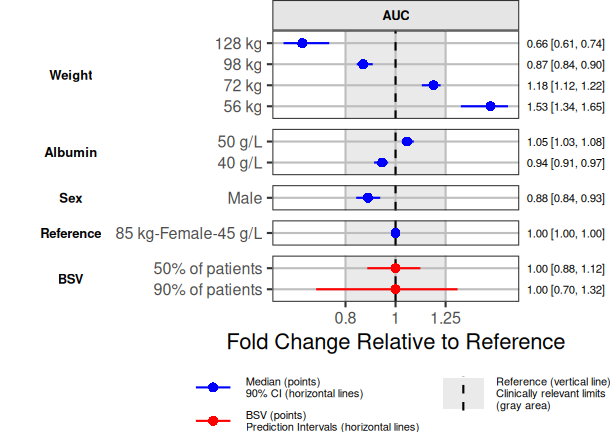 AUC
Weight
128 kg 0.66 [0.61, 0.74]
98 kg 0.87 [0.84, 0.90]
72 kg 1.18 [1.12, 1.22]
56 kg 1.53 [1.34, 1.65]
Albumin
50 g/L 1.05 [1.03, 1.08]
40 g/L 0.94 [0.91, 0.97]
Sex Male 0.88 [0.84, 0.93]
Reference 85 kg-Female-45 g/L 1.00 [1.00, 1.00]
BSV
50% of patients 1.00 [0.88, 1.12]
90% of patients 1.00 [0.70, 1.32]
0.8 1 1.25
Fold Change Relative to Reference
Median (points)
90% CI (horizontal lines)
BSV (points)
Prediction Intervals (horizontal lines)
Reference (vertical line)
Clinically relevant limits
(gray area)